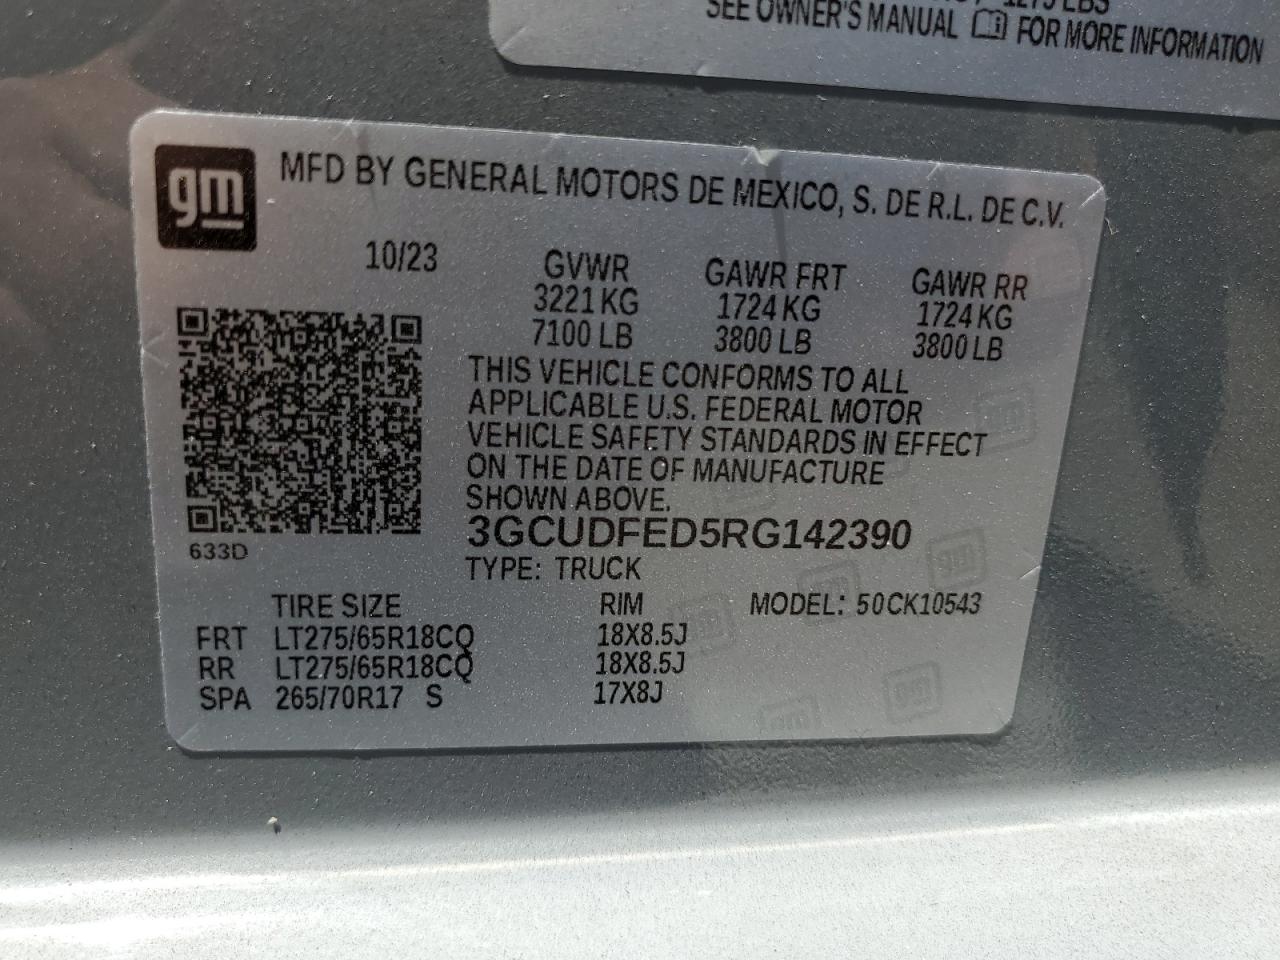 1275 LBS
SEE OWNER'S MANUAL FOR MORE INFORMATION
gm
MFD BY GENERAL MOTORS DE MEXICO, S. DE R.L. DE C.V.
10/23 GVWR GAWR FRT GAWR RR
3221 KG 1724 KG 1724 KG
7100 LB 3800 LB 3800 LB
THIS VEHICLE CONFORMS TO ALL
APPLICABLE U.S. FEDERAL MOTOR
VEHICLE SAFETY STANDARDS IN EFFECT
ON THE DATE OF MANUFACTURE
SHOWN ABOVE.
3GCUDFED5RG142390
633D
TYPE: TRUCK
TIRE SIZE RIM MODEL: 50CK10543
FRT LT275/65R18CQ 18X8.5J
RR LT275/65R18CQ 18X8.5J
SPA 265/70R17 S 17X8J